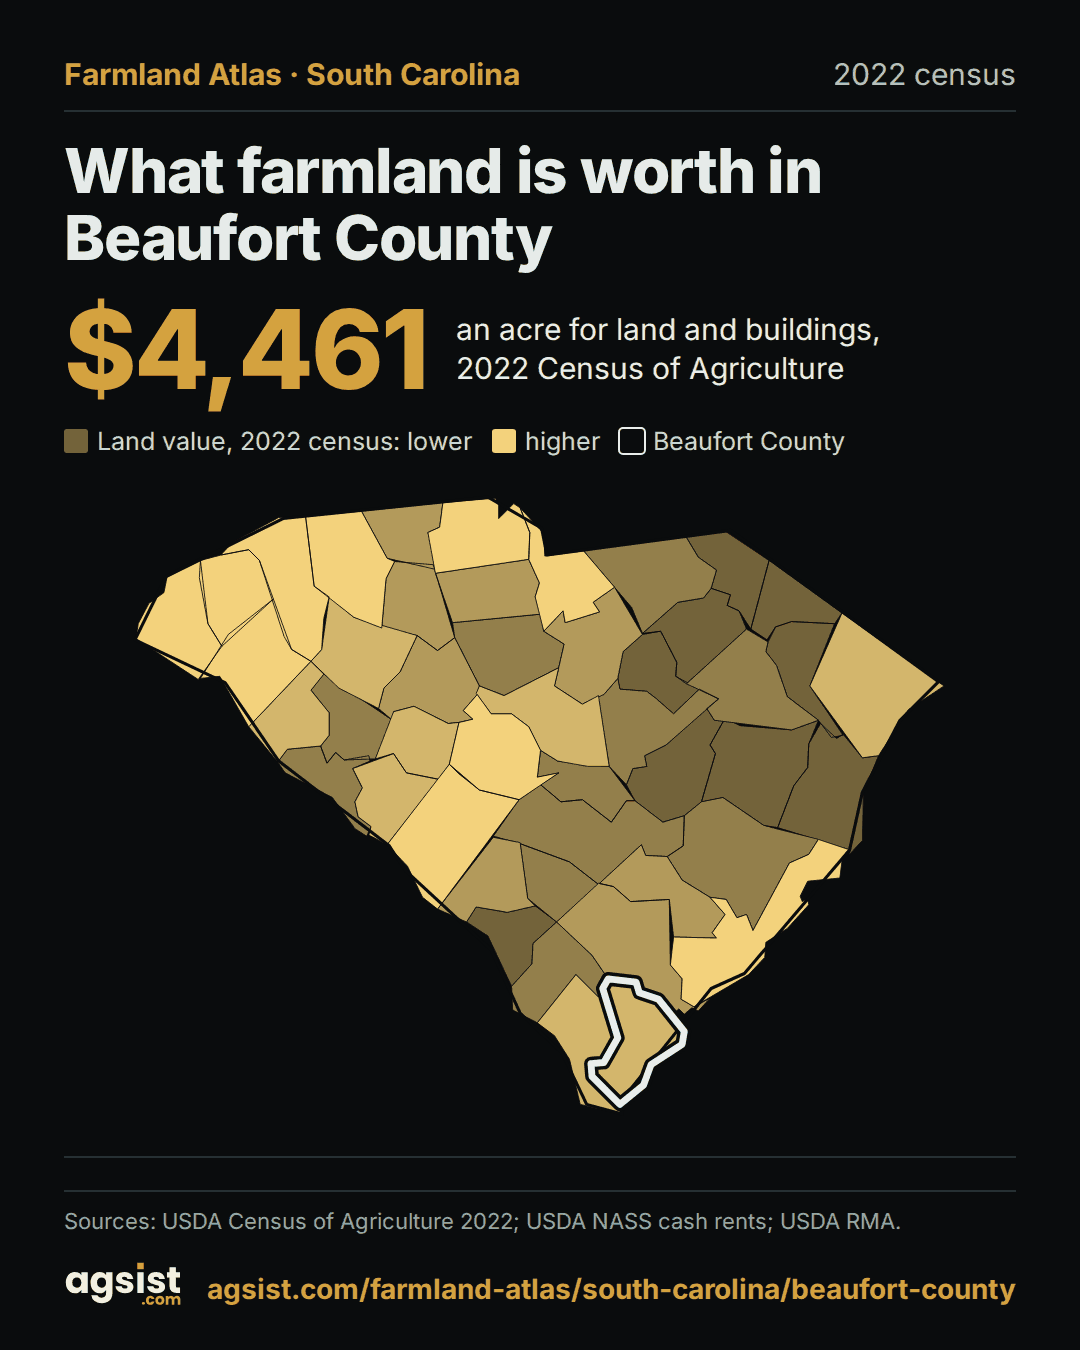 Farmland Atlas · South Carolina
2022 census
What farmland is worth in
Beaufort County
$4,461
an acre for land and buildings,
2022 Census of Agriculture
Land value, 2022 census: lower
higher
Beaufort County
Sources: USDA Census of Agriculture 2022; USDA NASS cash rents; USDA RMA.
agsist
.com
agsist.com/farmland-atlas/south-carolina/beaufort-county